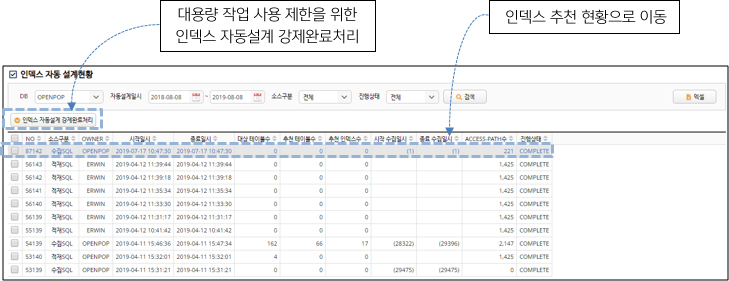 대용량 작업 사용 제한을 위한
인덱스 자동설계 강제완료처리
인덱스 추천 현황으로 이동
인덱스 자동 설계현황
DB OPENPOP 자동설계일시 2018-08-08 ~ 2019-08-08 소스구분 전체 진행상태 전체 검색 엑셀
인덱스 자동설계 강제완료처리
NO 소스구분 OWNER 시작일시 종료일시 대상 테이블수 추천 테이블수 추천 인덱스수 시작 수집일시 종료 수집일시 ACCESS-PATH수 진행상태
87142 수집SQL OPENPOP 2019-07-17 10:47:30 2019-07-17 10:47:30 0 0 0 (1) (1) 221 COMPLETE
56143 적재SQL ERWIN 2019-04-12 11:39:44 2019-04-12 11:39:44 0 0 0 1,425 COMPLETE
56142 적재SQL ERWIN 2019-04-12 11:39:18 2019-04-12 11:39:18 0 0 0 1,425 COMPLETE
56141 적재SQL ERWIN 2019-04-12 11:35:34 2019-04-12 11:35:34 0 0 0 1,425 COMPLETE
56140 적재SQL ERWIN 2019-04-12 11:33:30 2019-04-12 11:33:30 0 0 0 1,425 COMPLETE
56139 적재SQL ERWIN 2019-04-12 11:31:17 2019-04-12 11:31:17 0 0 0 1,425 COMPLETE
55139 적재SQL ERWIN 2019-04-12 10:41:42 2019-04-12 10:41:42 0 0 0 1,425 COMPLETE
54139 수집SQL OPENPOP 2019-04-11 15:46:36 2019-04-11 15:47:34 162 66 17 (28322) (29396) 2,147 COMPLETE
53140 적재SQL OPENPOP 2019-04-11 15:32:01 2019-04-11 15:32:01 4 0 0 1,425 COMPLETE
53139 수집SQL OPENPOP 2019-04-11 15:31:21 2019-04-11 15:31:21 0 0 0 (29475) (29475) 0 COMPLETE